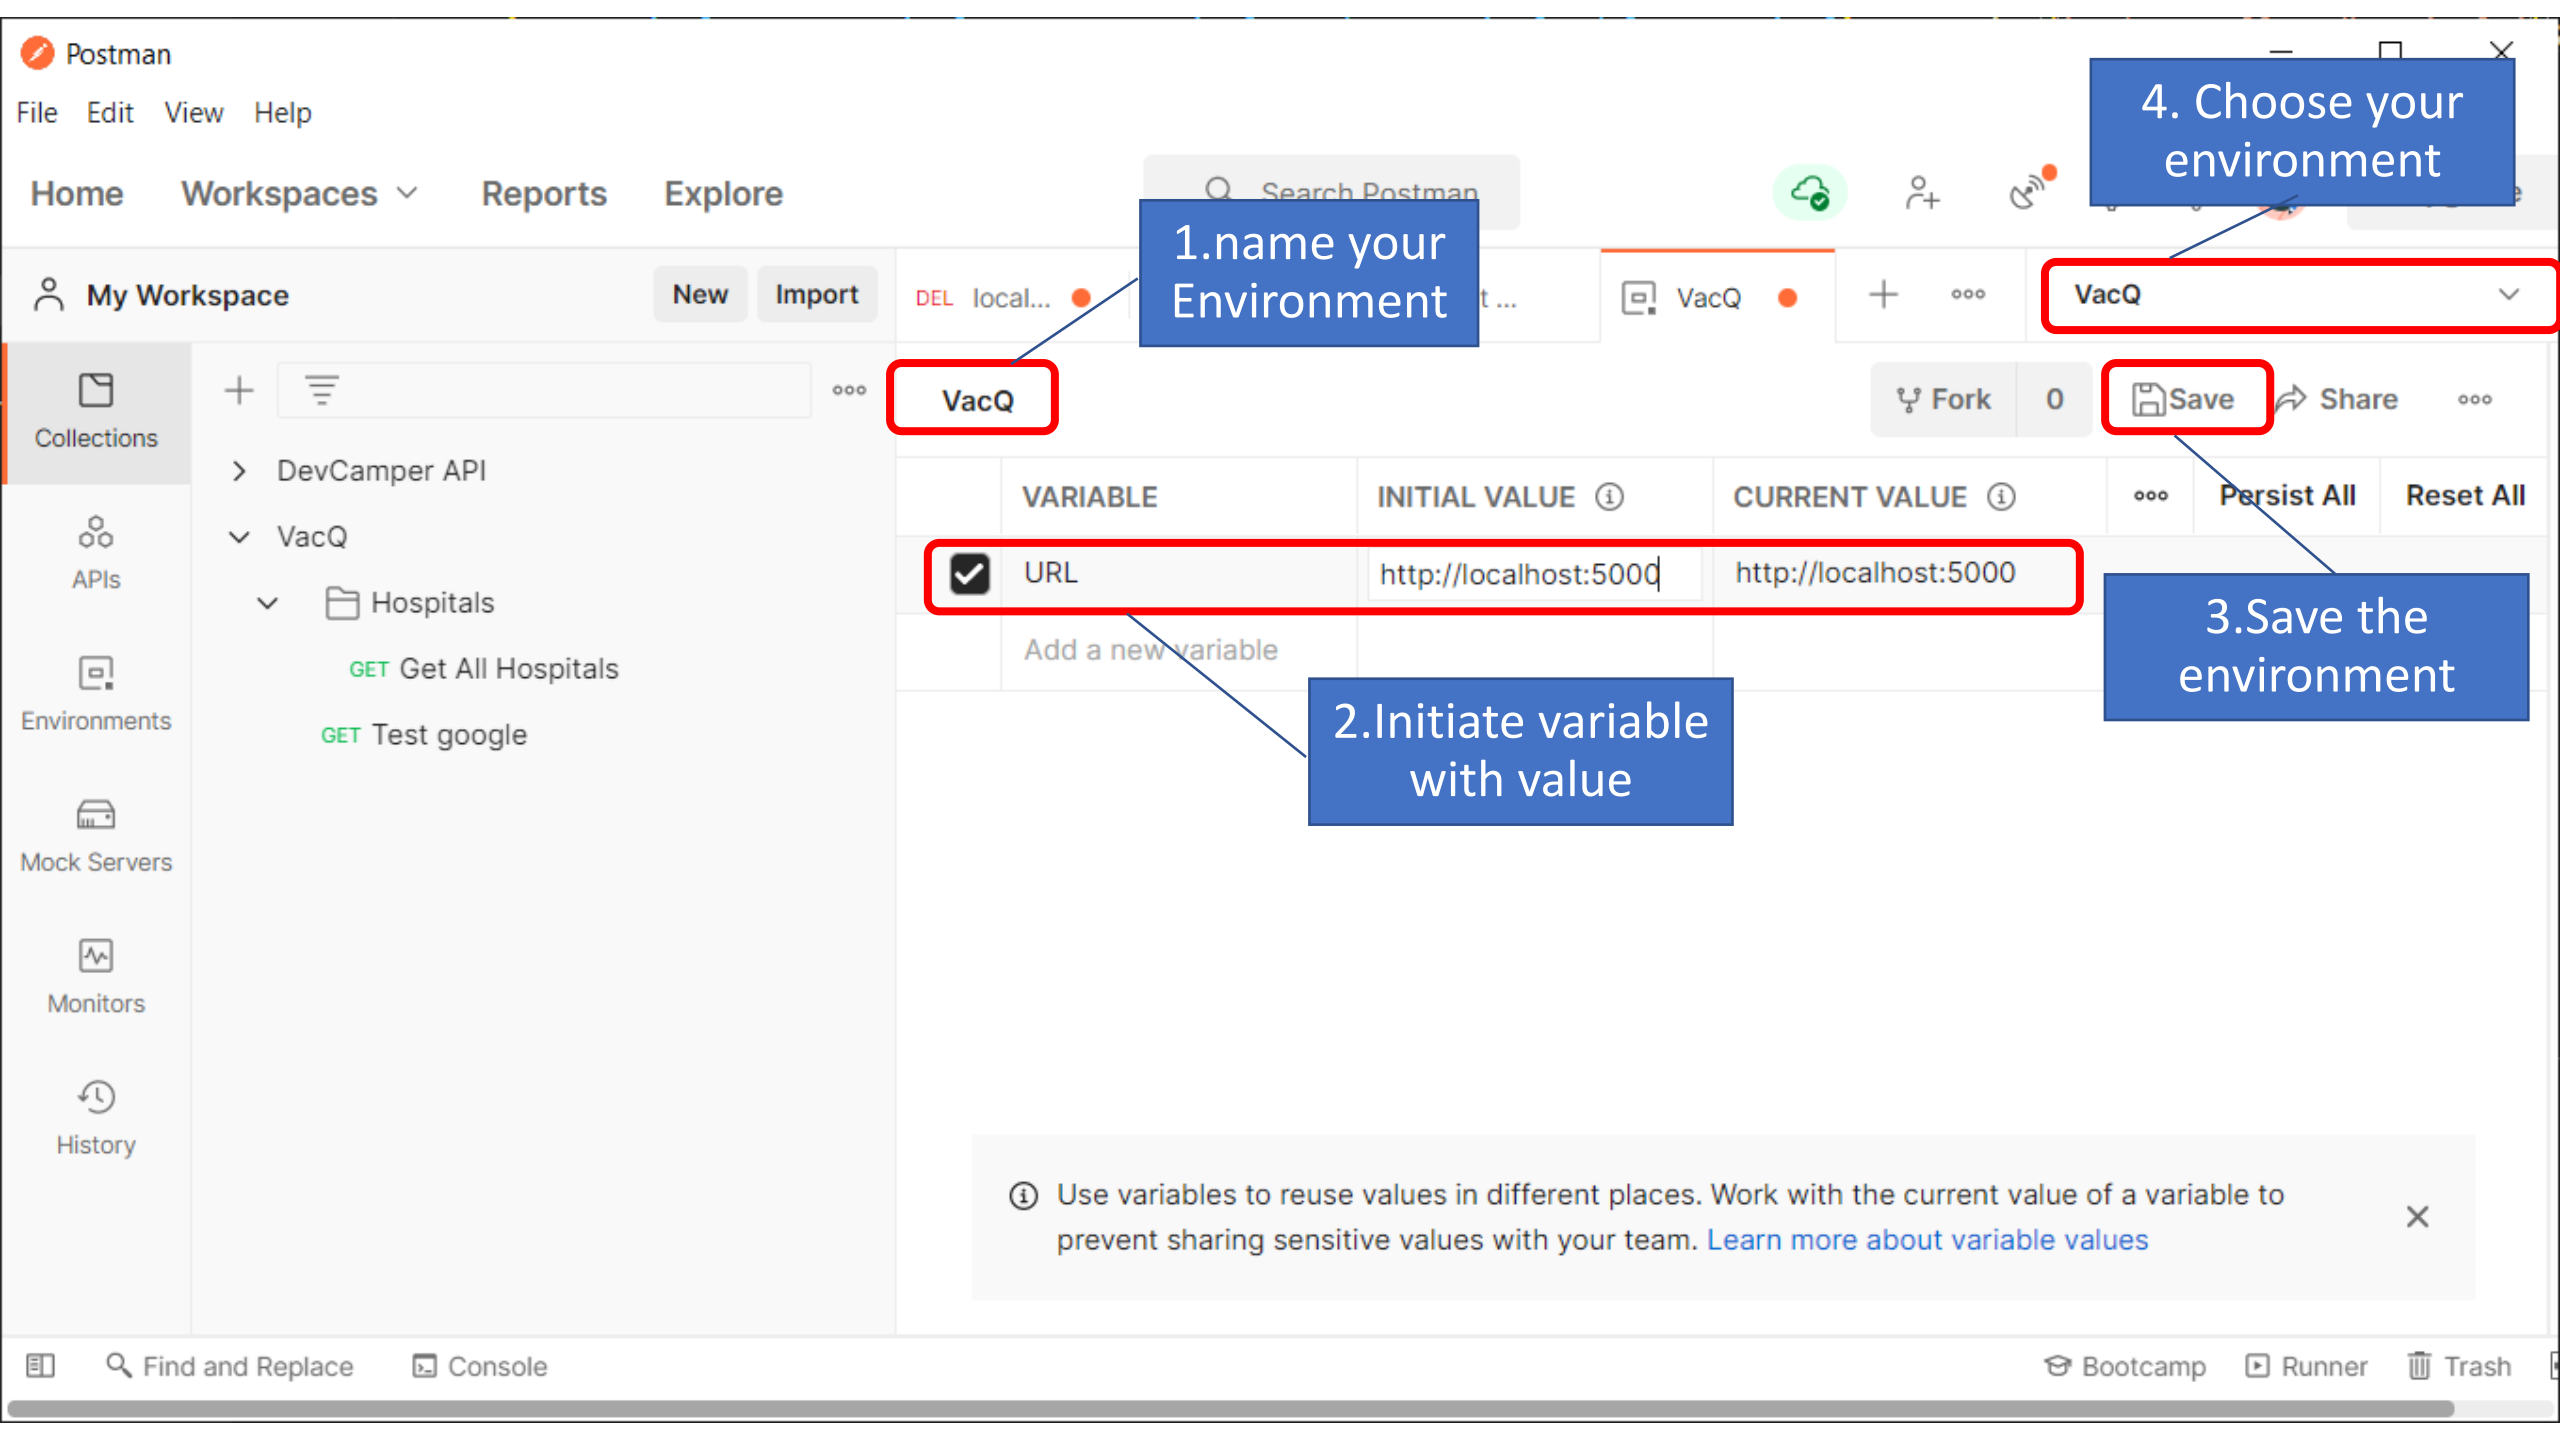 Postman
File Edit View Help
4. Choose your
environment
Home Workspaces Reports Explore
Search Postman
1.name your
Environment
My Workspace New Import
DEL local... t ... VacQ
VacQ
VacQ
Fork 0 Save Share
Collections
APIs
Environments
Mock Servers
Monitors
History
DevCamper API
VacQ
Hospitals
GET Get All Hospitals
GET Test google
VARIABLE INITIAL VALUE CURRENT VALUE Persist All Reset All
URL http://localhost:5000 http://localhost:5000
Add a new variable
3.Save the
environment
2.Initiate variable
with value
Use variables to reuse values in different places. Work with the current value of a variable to
prevent sharing sensitive values with your team. Learn more about variable values
Find and Replace Console
Bootcamp Runner Trash